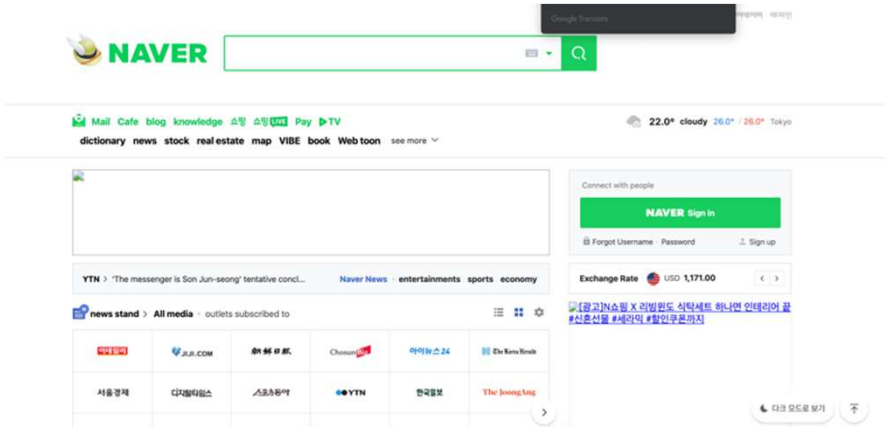 Google Translate
NAVER
Mail Cafe blog knowledge 쇼핑 쇼핑LIVE Pay TV
22.0° cloudy 26.0° / 26.0° Tokyo
dictionary news stock real estate map VIBE book Web toon see more
Connect with people
NAVER Sign in
Forgot Username · Password Sign up
YTN > 'The messenger is Son Jun-seong' tentative concl...
Naver News · entertainments sports economy
Exchange Rate USD 1,171.00
news stand > All media · outlets subscribed to
[광고]N쇼핑 X 리빙윈도 식탁세트 하나면 인테리어 끝
#신혼선물 #세라믹 #할인쿠폰까지
이데일리 JIJI.COM 朝鮮日報 ChosunBiz 아이뉴스24 The Korea Herald
서울경제 디지털타임스 스포츠동아 YTN 한국일보 The JoongAng
다크 모드로 보기